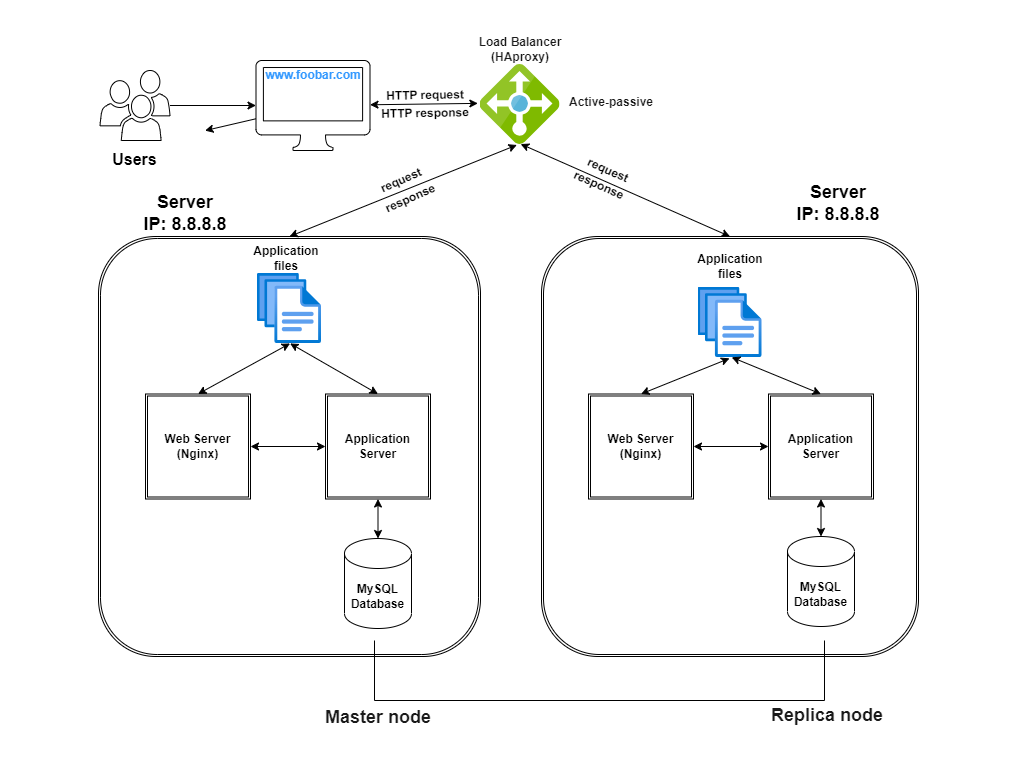 Load Balancer
(HAproxy)
www.foobar.com
HTTP request
HTTP response
Active-passive
Users
request
response
request
response
Server
IP: 8.8.8.8
Server
IP: 8.8.8.8
Application
files
Web Server
(Nginx)
Application
Server
MySQL
Database
Application
files
Web Server
(Nginx)
Application
Server
MySQL
Database
Master node
Replica node